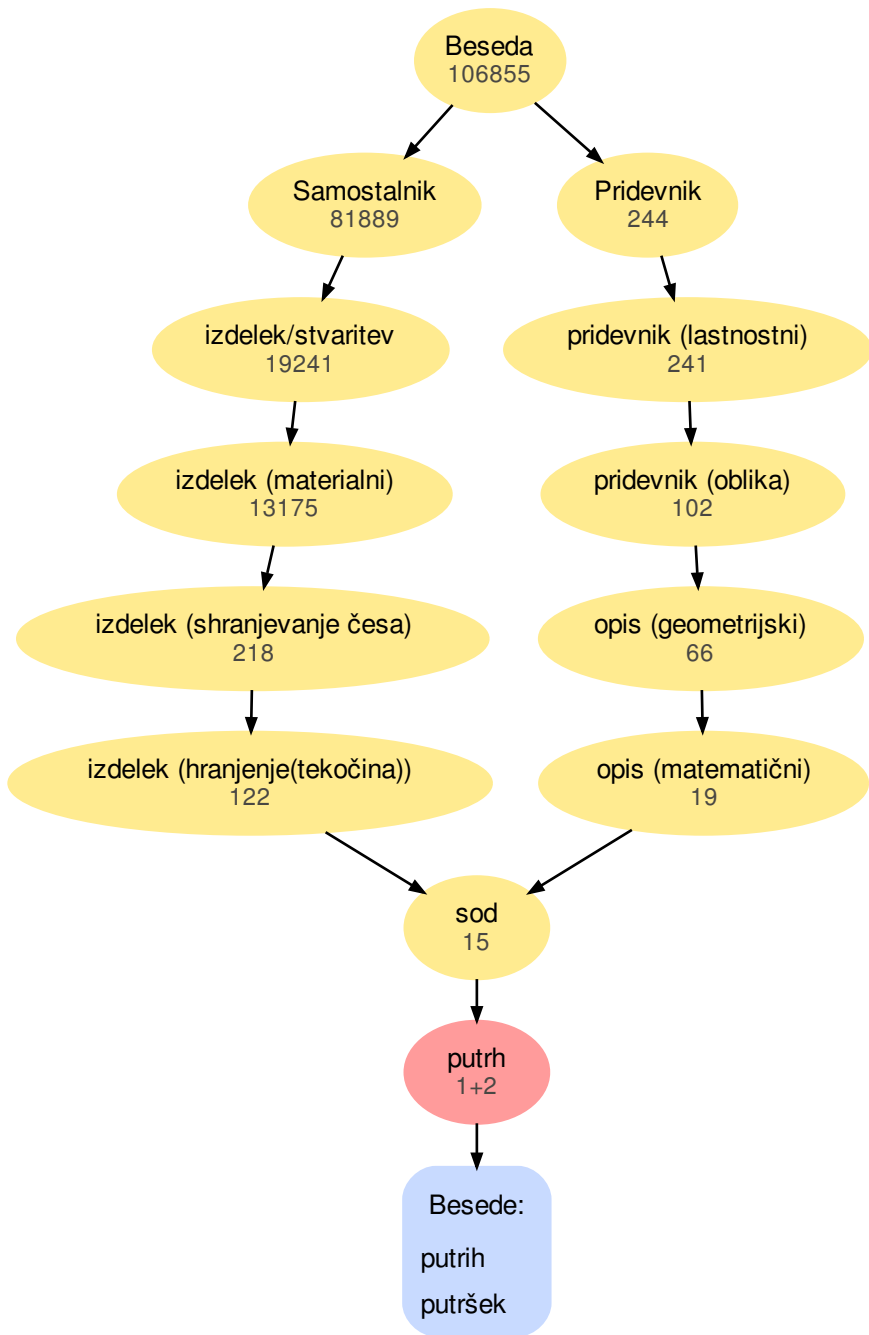 Beseda
106855
Samostalnik
81889
Pridevnik
244
izdelek/stvaritev
19241
pridevnik (lastnostni)
241
izdelek (materialni)
13175
pridevnik (oblika)
102
izdelek (shranjevanje česa)
218
opis (geometrijski)
66
izdelek (hranjenje(tekočina))
122
opis (matematični)
19
sod
15
putrh
1+2
Besede:
putrih
putršek